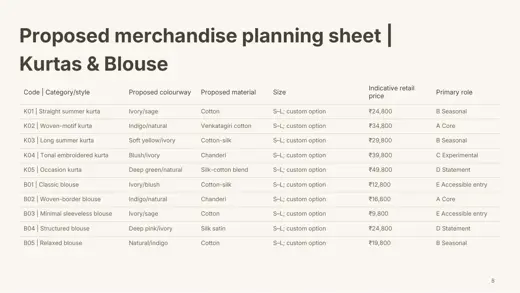 Proposed merchandise planning sheet |
Kurtas & Blouse
Code | Category/style Proposed colourway Proposed material Size Indicative retail price Primary role
K01 | Straight summer kurta Ivory/sage Cotton S–L; custom option ₹24,800 B Seasonal
K02 | Woven-motif kurta Indigo/natural Venkatagiri cotton S–L; custom option ₹34,800 A Core
K03 | Long summer kurta Soft yellow/ivory Cotton-silk S–L; custom option ₹29,800 B Seasonal
K04 | Tonal embroidered kurta Blush/ivory Chanderi S–L; custom option ₹39,800 C Experimental
K05 | Occasion kurta Deep green/natural Silk-cotton blend S–L; custom option ₹49,800 D Statement
B01 | Classic blouse Ivory/blush Cotton-silk S–L; custom option ₹12,800 E Accessible entry
B02 | Woven-border blouse Indigo/natural Chanderi S–L; custom option ₹16,800 A Core
B03 | Minimal sleeveless blouse Ivory/sage Cotton S–L; custom option ₹9,800 E Accessible entry
B04 | Structured blouse Deep pink/ivory Silk satin S–L; custom option ₹24,800 D Statement
B05 | Relaxed blouse Natural/indigo Cotton S–L; custom option ₹19,800 B Seasonal